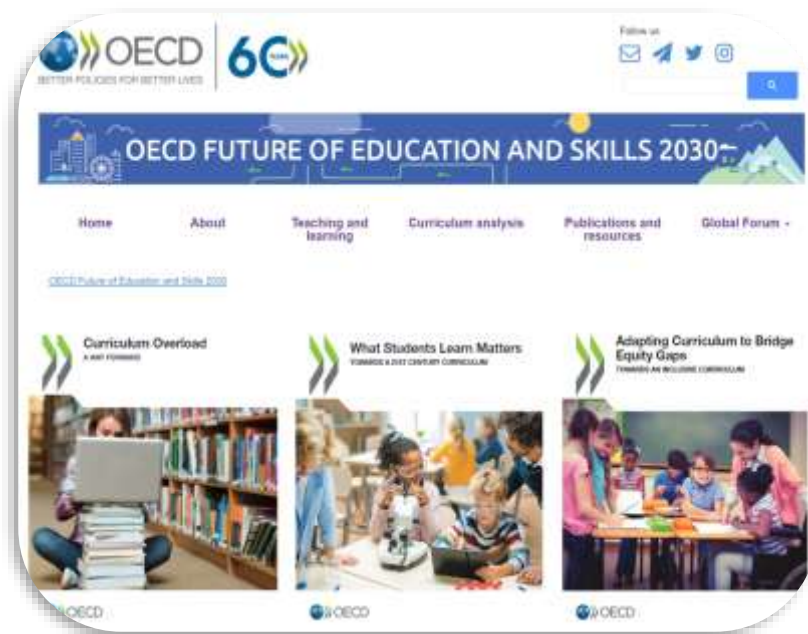 Follow us
OECD
60
YEARS
BETTER POLICIES FOR BETTER LIVES
OECD FUTURE OF EDUCATION AND SKILLS 2030
Home
About
Teaching and
learning
Curriculum analysis
Publications and
resources
Global Forum
OECD Future of Education and Skills 2030
Curriculum Overload
A WAY FORWARD
What Students Learn Matters
TOWARDS A 21ST CENTURY CURRICULUM
Adapting Curriculum to Bridge
Equity Gaps
TOWARDS AN INCLUSIVE CURRICULUM
OECD
OECD
OECD